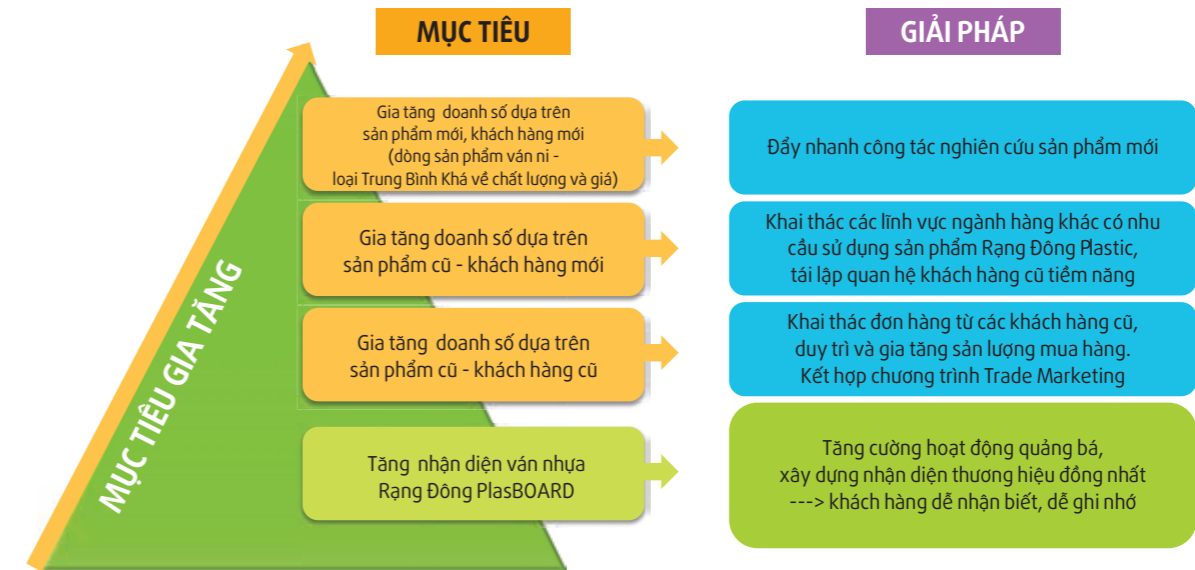 MỤC TIÊU
GIẢI PHÁP
MỤC TIÊU GIA TĂNG
Gia tăng doanh số dựa trên
sản phẩm mới, khách hàng mới
(dòng sản phẩm ván ni -
loại Trung Bình Khá về chất lượng và giá)
Đẩy nhanh công tác nghiên cứu sản phẩm mới
Gia tăng doanh số dựa trên
sản phẩm cũ - khách hàng mới
Khai thác các lĩnh vực ngành hàng khác có nhu
cầu sử dụng sản phẩm Rạng Đông Plastic,
tái lập quan hệ khách hàng cũ tiềm năng
Gia tăng doanh số dựa trên
sản phẩm cũ - khách hàng cũ
Khai thác đơn hàng từ các khách hàng cũ,
duy trì và gia tăng sản lượng mua hàng.
Kết hợp chương trình Trade Marketing
Tăng nhận diện ván nhựa
Rạng Đông PlasBOARD
Tăng cường hoạt động quảng bá,
xây dựng nhận diện thương hiệu đồng nhất
---> khách hàng dễ nhận biết, dễ ghi nhớ